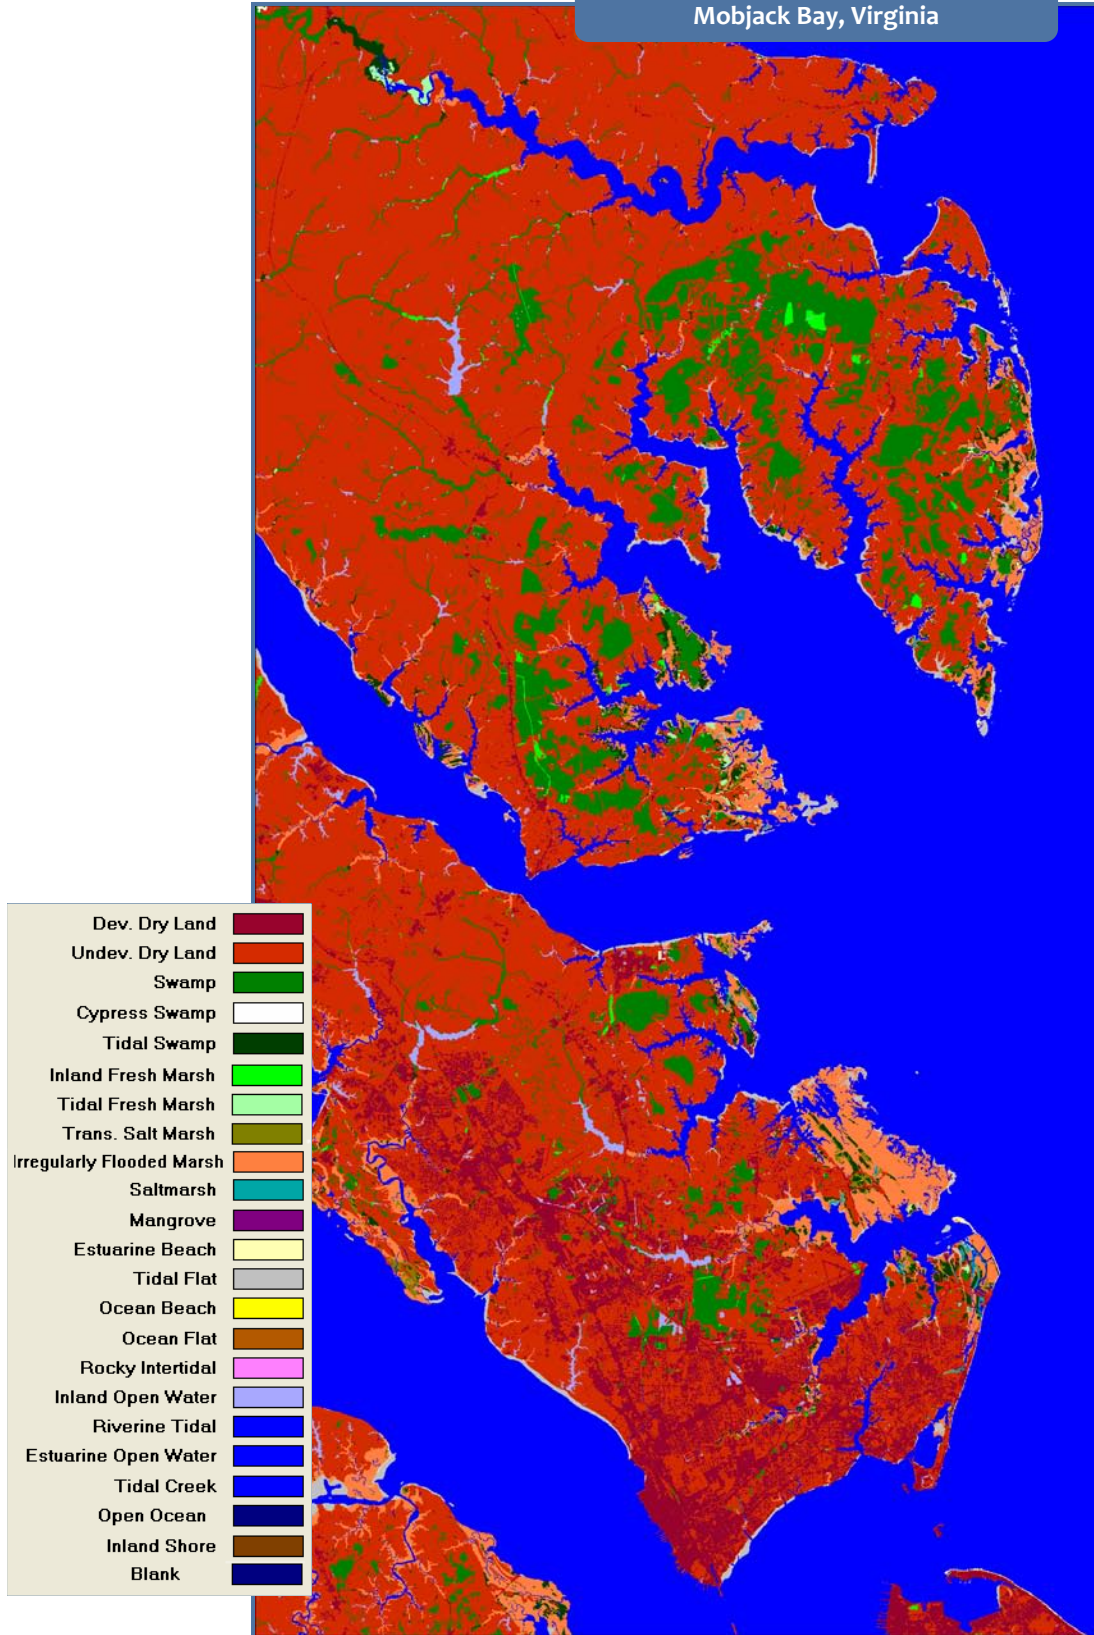 Mobjack Bay, Virginia
Dev. Dry Land
Undev. Dry Land
Swamp
Cypress Swamp
Tidal Swamp
Inland Fresh Marsh
Tidal Fresh Marsh
Trans. Salt Marsh
Irregularly Flooded Marsh
Saltmarsh
Mangrove
Estuarine Beach
Tidal Flat
Ocean Beach
Ocean Flat
Rocky Intertidal
Inland Open Water
Riverine Tidal
Estuarine Open Water
Tidal Creek
Open Ocean
Inland Shore
Blank